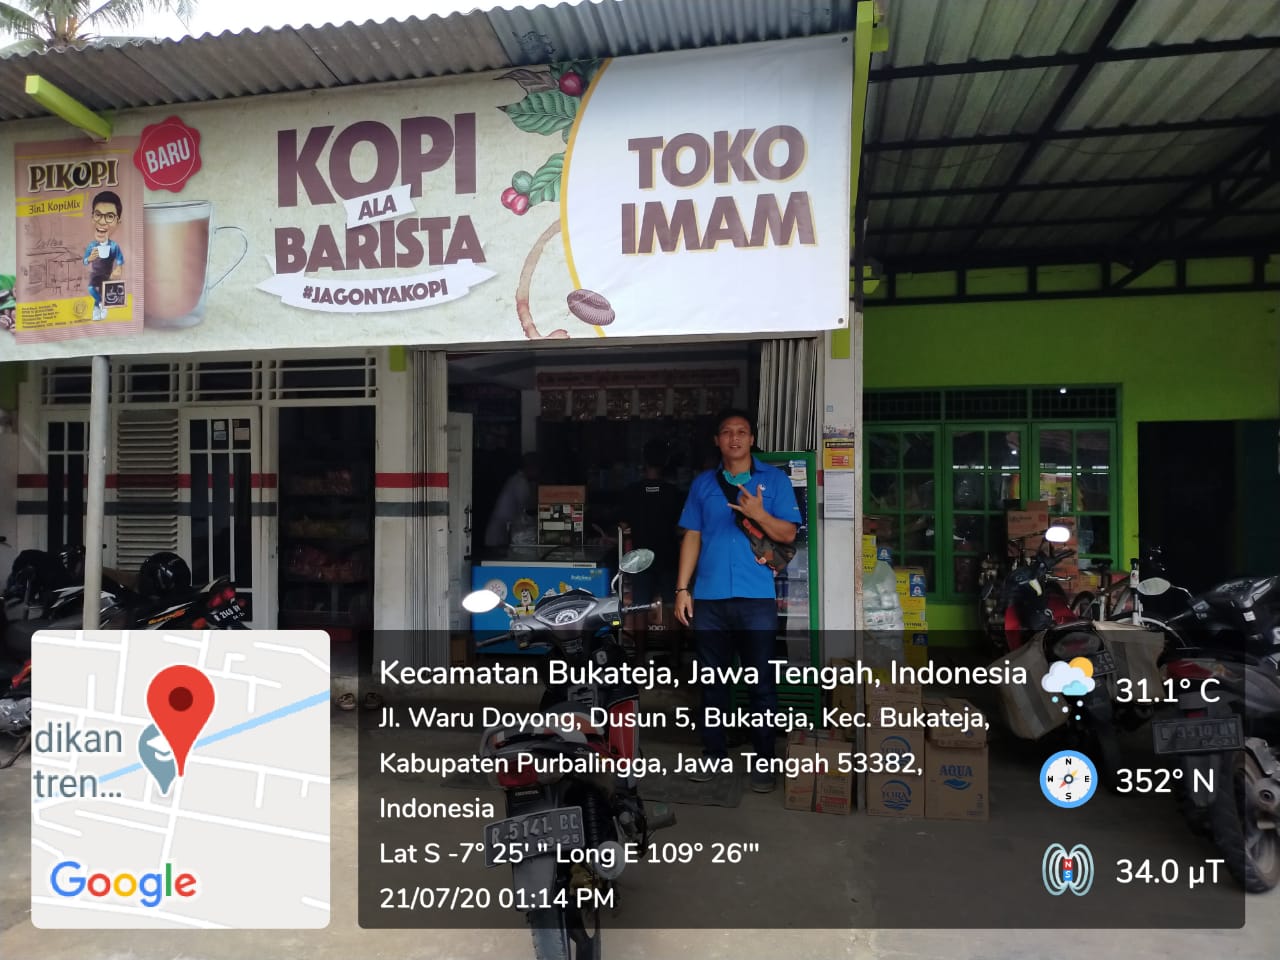 PIKOPI
3in1 KopiMix
BARU
KOPI
ALA
BARISTA
#JAGONYAKOPI
TOKO
IMAM
AQUA
HONDA
R 5141 BC
dikan
tren...
Google
Kecamatan Bukateja, Jawa Tengah, Indonesia
Jl. Waru Doyong, Dusun 5, Bukateja, Kec. Bukateja,
Kabupaten Purbalingga, Jawa Tengah 53382,
Indonesia
Lat S -7° 25' " Long E 109° 26'"
21/07/20 01:14 PM
31.1° C
N
W
E
S
352° N
N
S
34.0 µT